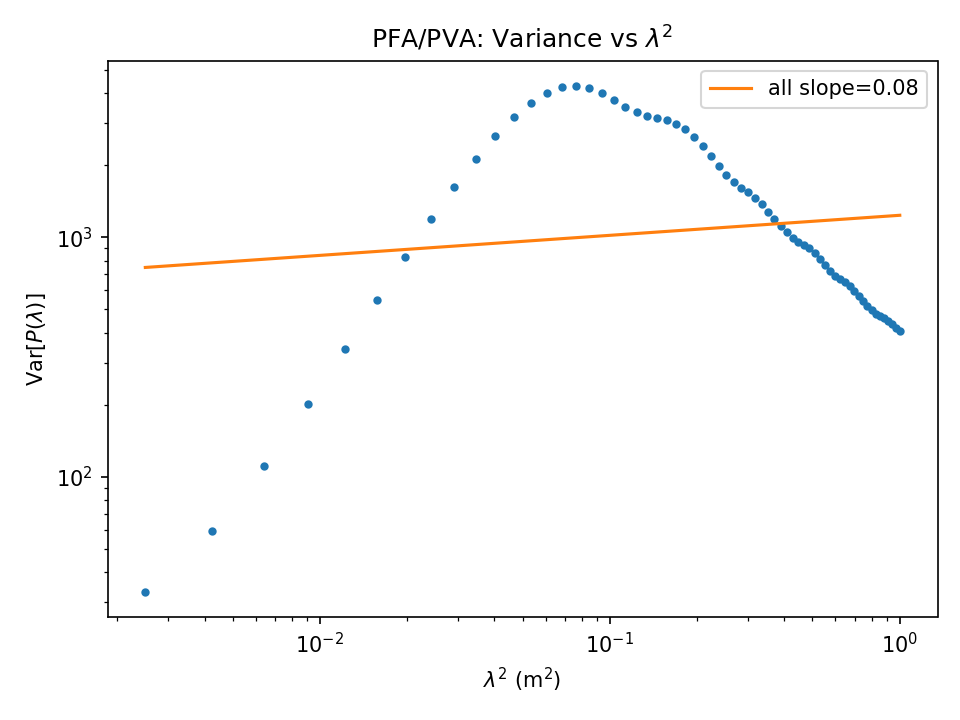 PFA/PVA: Variance vs λ²
all slope=0.08
Var[P(λ)]
10³
10²
10⁻²
10⁻¹
10⁰
λ² (m²)